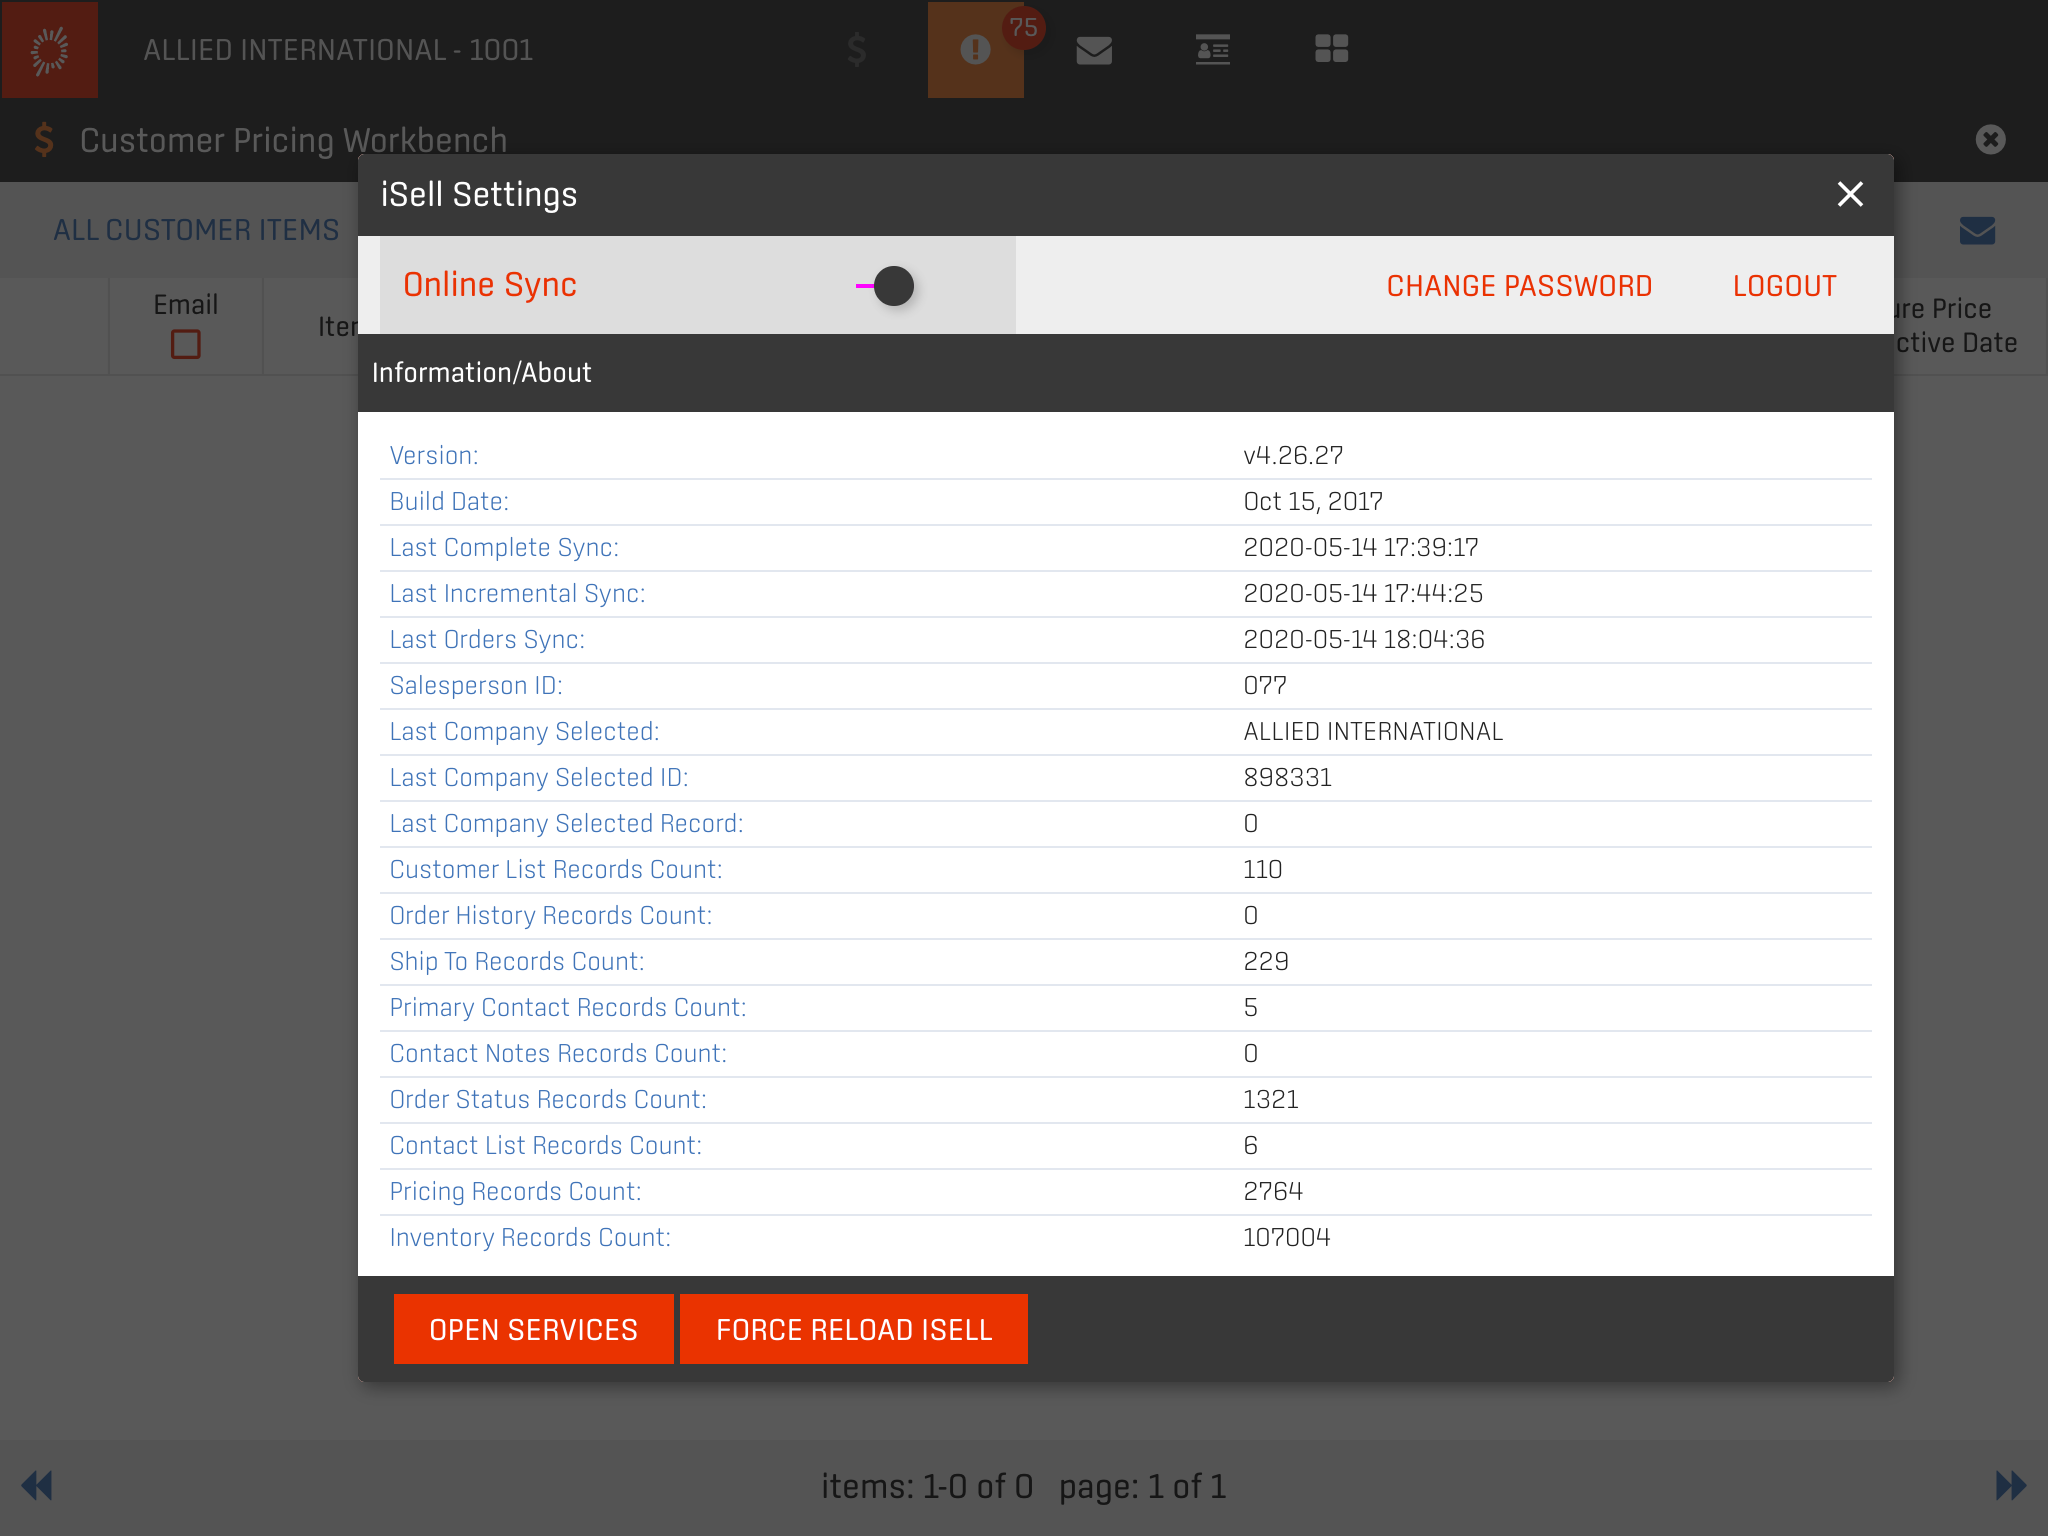 ALLIED INTERNATIONAL - 1001
75
Customer Pricing Workbench
iSell Settings
ALL CUSTOMER ITEMS
Online Sync
CHANGE PASSWORD
LOGOUT
Email
Information/About
Version: v4.26.27
Build Date: Oct 15, 2017
Last Complete Sync: 2020-05-14 17:39:17
Last Incremental Sync: 2020-05-14 17:44:25
Last Orders Sync: 2020-05-14 18:04:36
Salesperson ID: 077
Last Company Selected: ALLIED INTERNATIONAL
Last Company Selected ID: 898331
Last Company Selected Record: 0
Customer List Records Count: 110
Order History Records Count: 0
Ship To Records Count: 229
Primary Contact Records Count: 5
Contact Notes Records Count: 0
Order Status Records Count: 1321
Contact List Records Count: 6
Pricing Records Count: 2764
Inventory Records Count: 107004
OPEN SERVICES
FORCE RELOAD ISELL
Price
Date
items: 1-0 of 0 page: 1 of 1